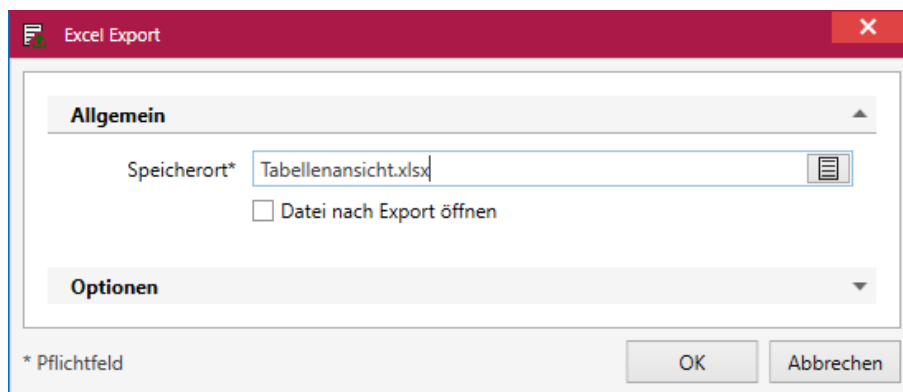 Excel Export
Allgemein
Speicherort* Tabellenansicht.xlsx
Datei nach Export öffnen
Optionen
* Pflichtfeld OK Abbrechen